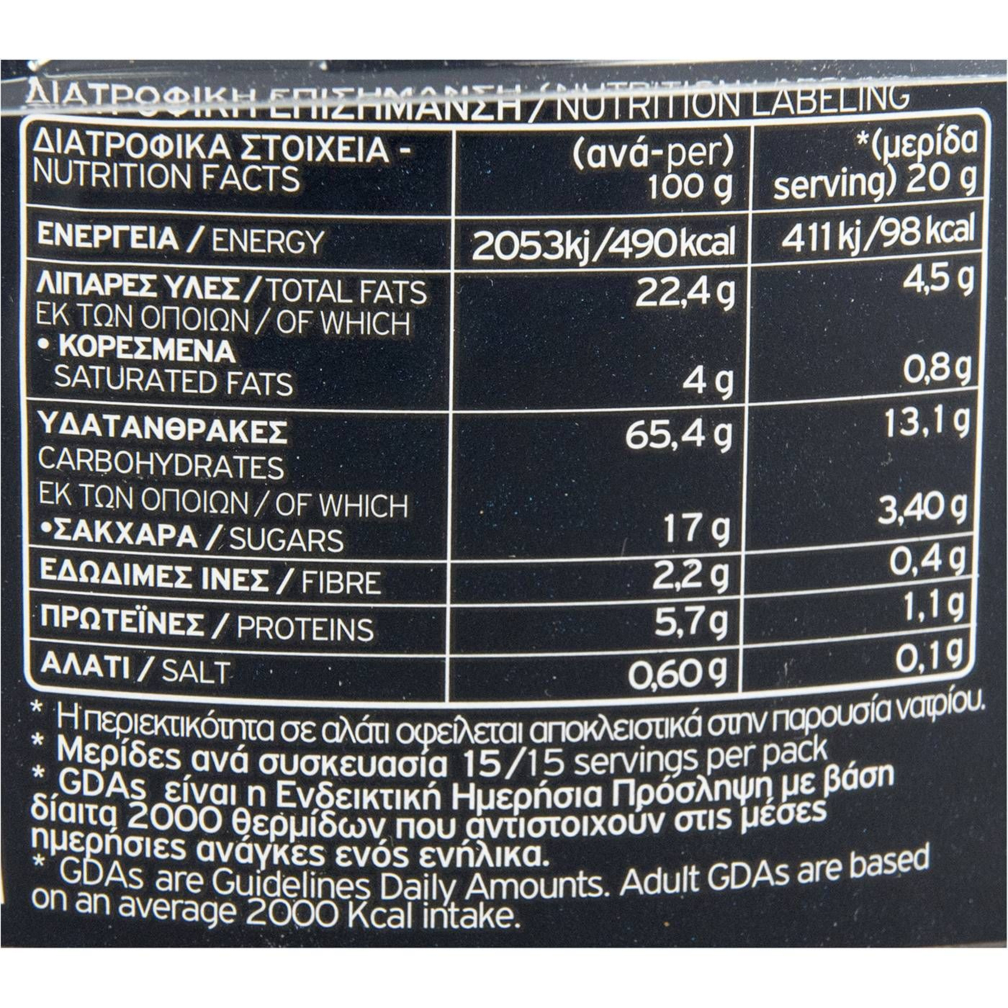 ΔΙΑΤΡΟΦΙΚΗ ΕΠΙΣΗΜΑΝΣΗ / NUTRITION LABELING
ΔΙΑΤΡΟΦΙΚΑ ΣΤΟΙΧΕΙΑ - (ανά-per) *(μερίδα
NUTRITION FACTS 100 g serving) 20 g
ΕΝΕΡΓΕΙΑ / ENERGY 2053kj/490kcal 411 kj/98 kcal
ΛΙΠΑΡΕΣ ΥΛΕΣ / TOTAL FATS 22,4 g 4,5 g
ΕΚ ΤΩΝ ΟΠΟΙΩΝ / OF WHICH
• ΚΟΡΕΣΜΕΝΑ
SATURATED FATS 4 g 0,8 g
ΥΔΑΤΑΝΘΡΑΚΕΣ 65,4 g 13,1 g
CARBOHYDRATES
ΕΚ ΤΩΝ ΟΠΟΙΩΝ / OF WHICH
•ΣΑΚΧΑΡΑ / SUGARS 17 g 3,40 g
ΕΔΩΔΙΜΕΣ ΙΝΕΣ / FIBRE 2,2 g 0,4 g
ΠΡΩΤΕΪΝΕΣ / PROTEINS 5,7 g 1,1 g
ΑΛΑΤΙ / SALT 0,60 g 0,1 g
* Η περιεκτικότητα σε αλάτι οφείλεται αποκλειστικά στην παρουσία νατρίου.
* Μερίδες ανά συσκευασία 15/15 servings per pack
* GDAs είναι η Ενδεικτική Ημερήσια Πρόσληψη με βάση
δίαιτα 2000 θερμίδων που αντιστοιχούν στις μέσες
ημερήσιες ανάγκες ενός ενήλικα.
* GDAs are Guidelines Daily Amounts. Adult GDAs are based
on an average 2000 Kcal intake.